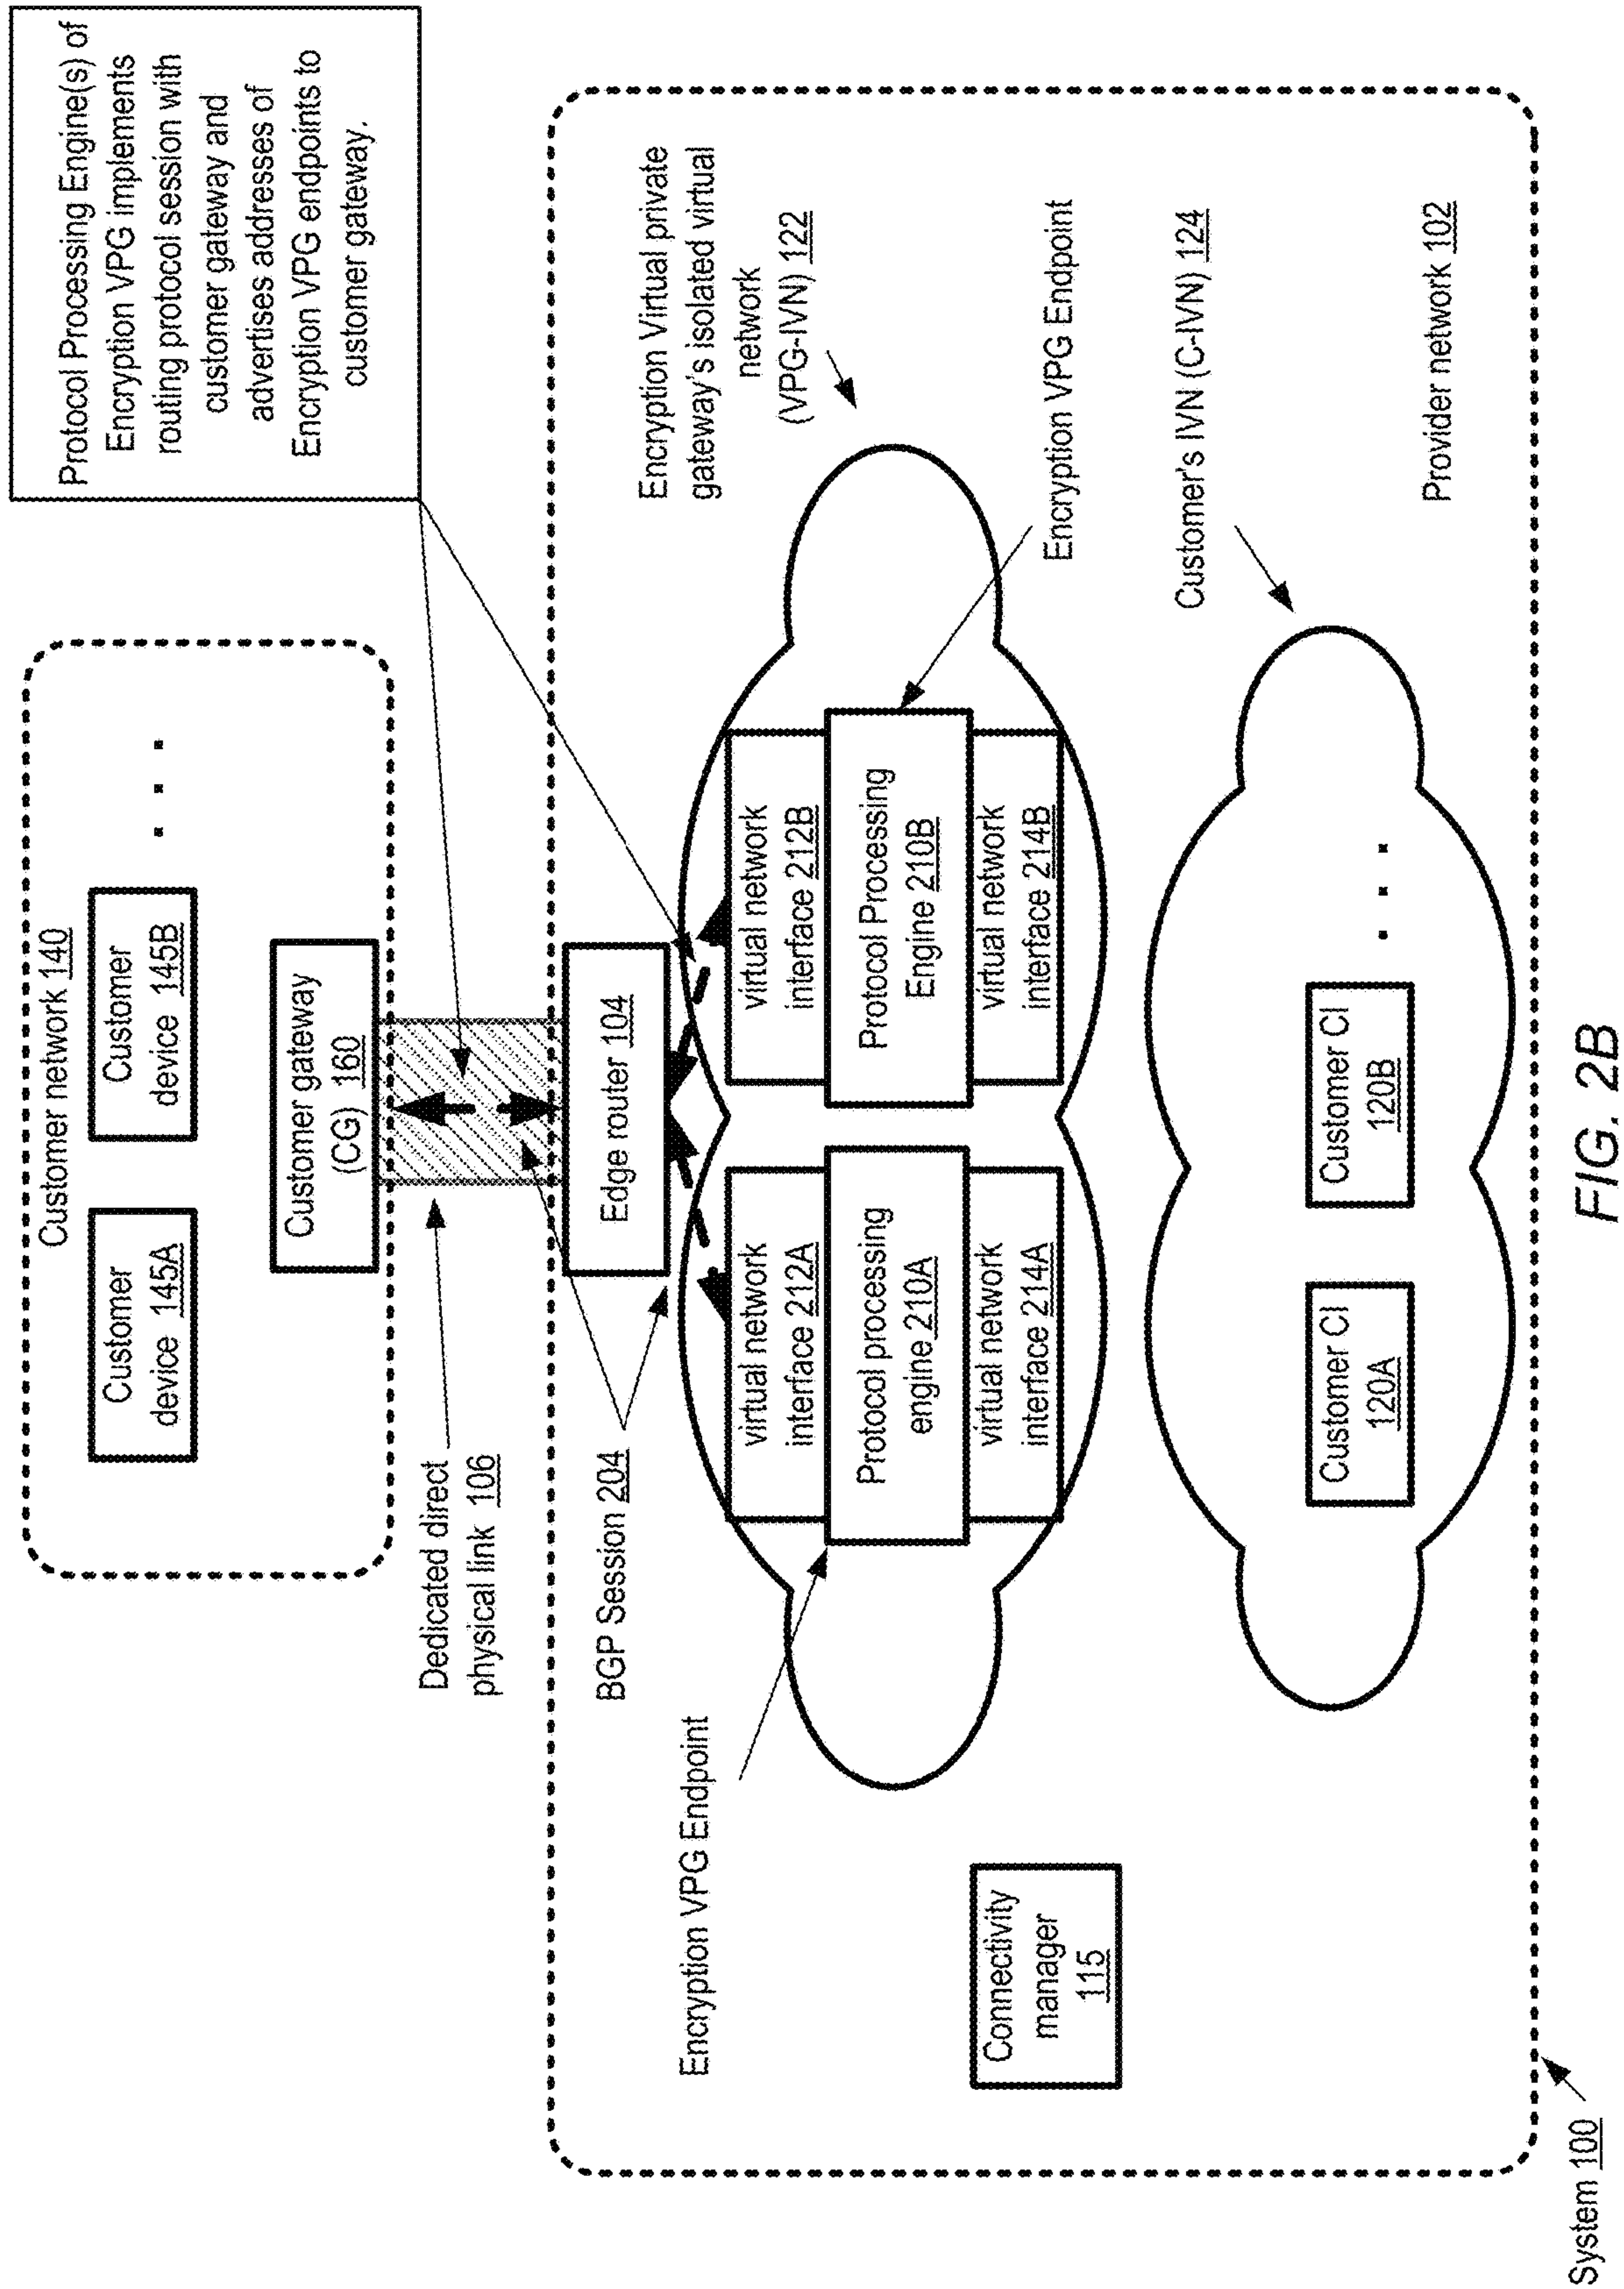 Customer network 140
Customer
device 145A
Customer
device 145B
. . .
Customer gateway
(CG) 160
Protocol Processing Engine(s) of
Encryption VPG implements
routing protocol session with
customer gateway and
advertises addresses of
Encryption VPG endpoints to
customer gateway.
Dedicated direct
physical link 106
BGP Session 204
Edge router 104
Encryption Virtual private
gateway's isolated virtual
network
(VPG-IVN) 122
Encryption VPG Endpoint
virtual network
interface 212A
Protocol processing
engine 210A
virtual network
interface 214A
virtual network
interface 212B
Protocol Processing
Engine 210B
virtual network
interface 214B
Encryption VPG Endpoint
Connectivity
manager
115
Customer's IVN (C-IVN) 124
Customer CI
120A
Customer CI
120B
. . .
Provider network 102
System 100
FIG. 2B